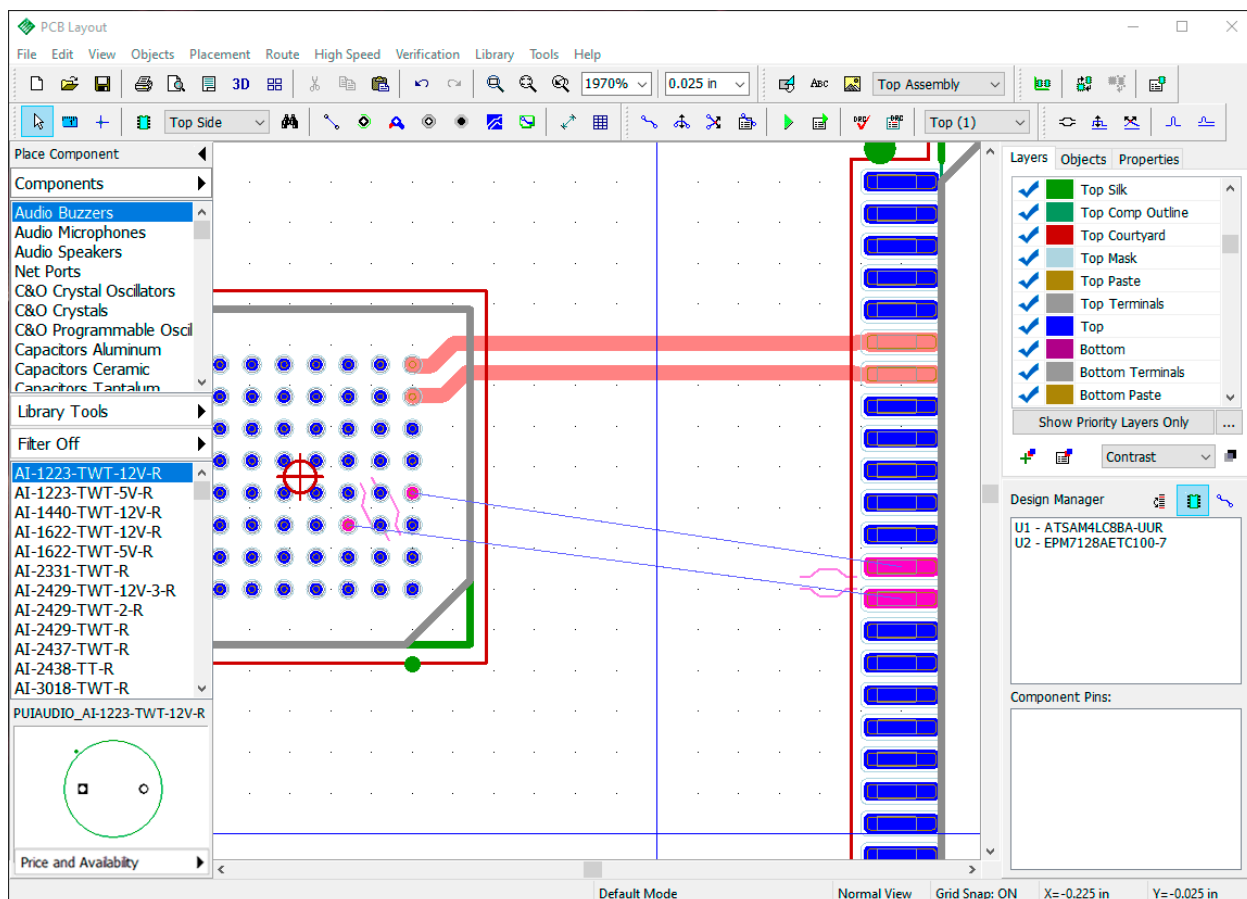 PCB Layout
File Edit View Objects Placement Route High Speed Verification Library Tools Help
3D 1970% 0.025 in ABC Top Assembly
Top Side DRC DRC Top (1)
Place Component
Components
Audio Buzzers
Audio Microphones
Audio Speakers
Net Ports
C&O Crystal Oscillators
C&O Crystals
C&O Programmable Oscil
Capacitors Aluminum
Capacitors Ceramic
Capacitors Tantalum
Library Tools
Filter Off
AI-1223-TWT-12V-R
AI-1223-TWT-5V-R
AI-1440-TWT-12V-R
AI-1622-TWT-12V-R
AI-1622-TWT-5V-R
AI-2331-TWT-R
AI-2429-TWT-12V-3-R
AI-2429-TWT-2-R
AI-2429-TWT-R
AI-2437-TWT-R
AI-2438-TT-R
AI-3018-TWT-R
PUIAUDIO_AI-1223-TWT-12V-R
Price and Availabilty
Layers Objects Properties
Top Silk
Top Comp Outline
Top Courtyard
Top Mask
Top Paste
Top Terminals
Top
Bottom
Bottom Terminals
Bottom Paste
Show Priority Layers Only ...
Contrast
Design Manager
U1 - ATSAM4LC8BA-UUR
U2 - EPM7128AETC100-7
Component Pins:
Default Mode Normal View Grid Snap: ON X=-0.225 in Y=-0.025 in